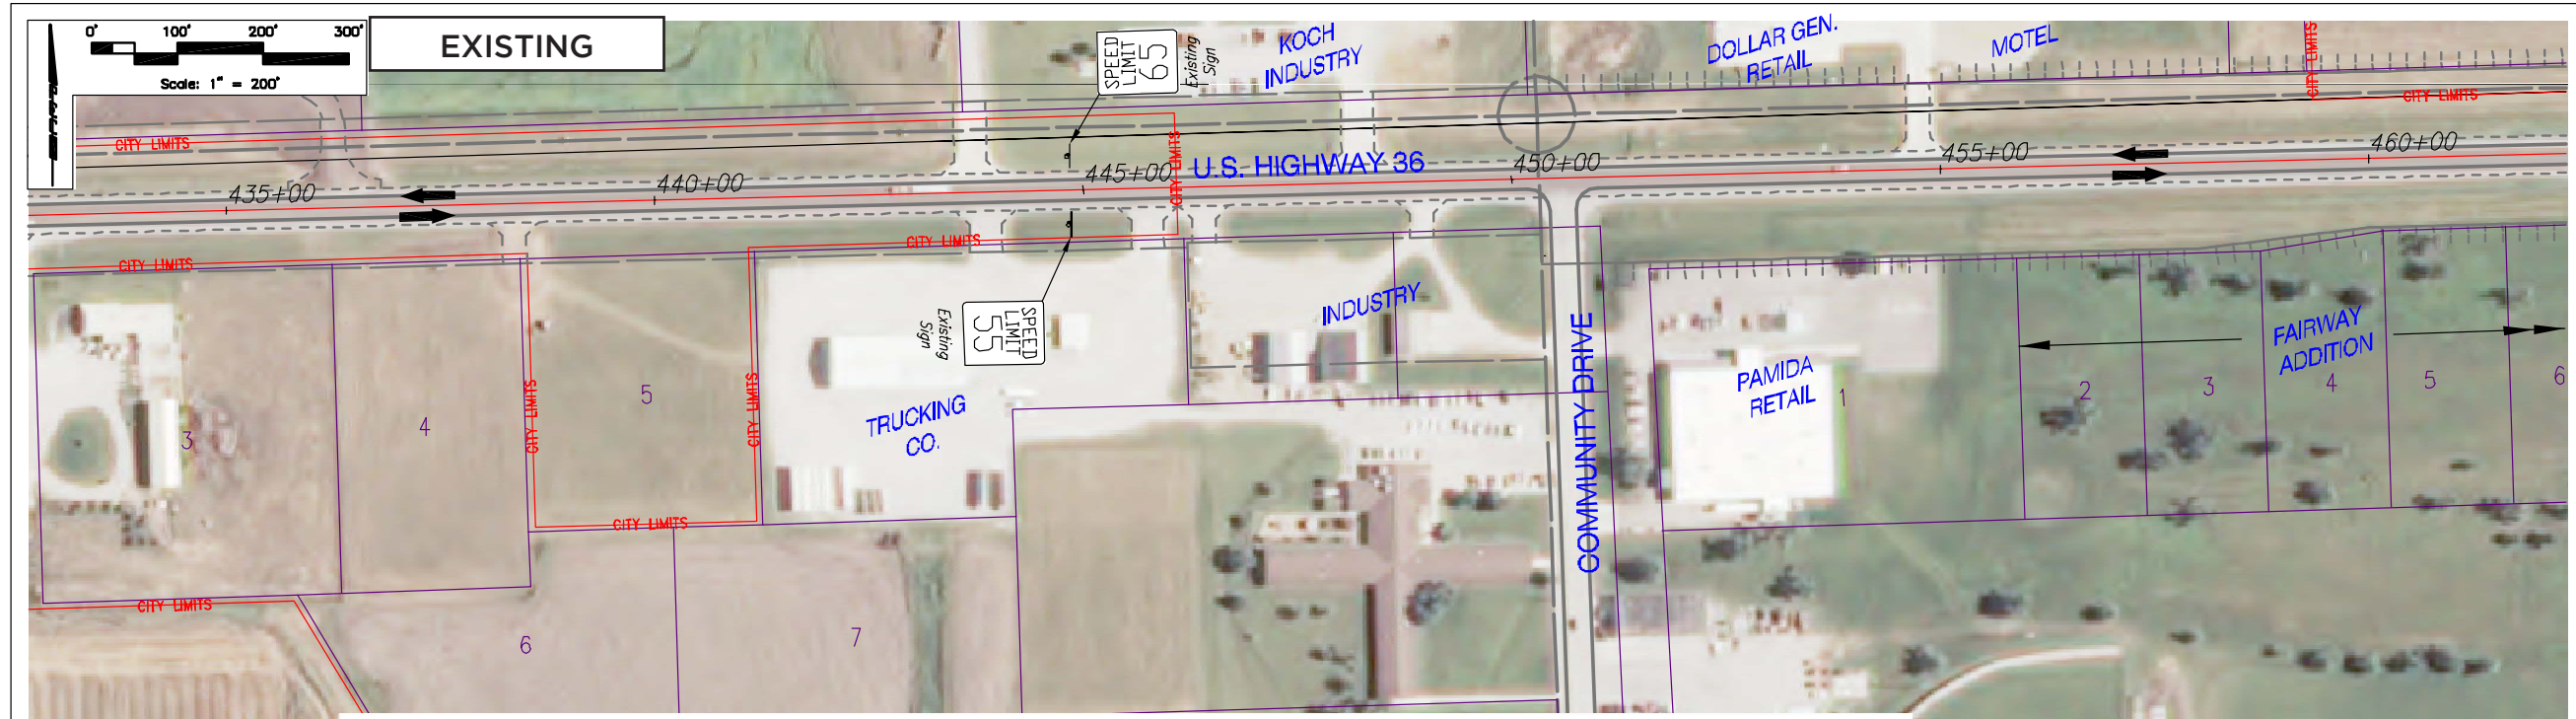 0' 100' 200' 300'
Scale: 1" = 200'
EXISTING
SPEED
LIMIT
65
Existing
Sign
KOCH
INDUSTRY
DOLLAR GEN.
RETAIL
MOTEL
CITY LIMITS
CITY LIMITS
CITY LIMITS
CITY LIMITS
435+00
440+00
445+00
U.S. HIGHWAY 36
450+00
455+00
460+00
CITY LIMITS
CITY LIMITS
SPEED
LIMIT
55
Existing
Sign
INDUSTRY
COMMUNITY DRIVE
PAMIDA
RETAIL
FAIRWAY
ADDITION
1
2
3
4
5
6
3
4
5
CITY LIMITS
CITY LIMITS
TRUCKING
CO.
CITY LIMITS
CITY LIMITS
6
7